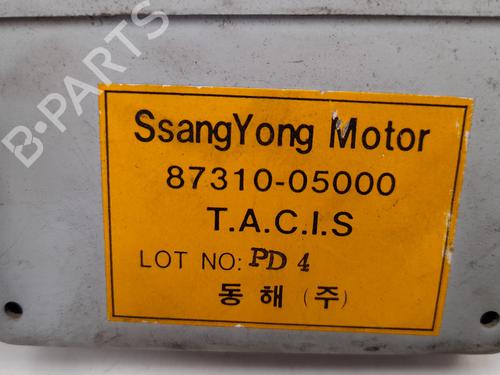 B-PARTS
SsangYong Motor
87310-05000
T.A.C.I.S
LOT NO: PD 4
동해 (주)